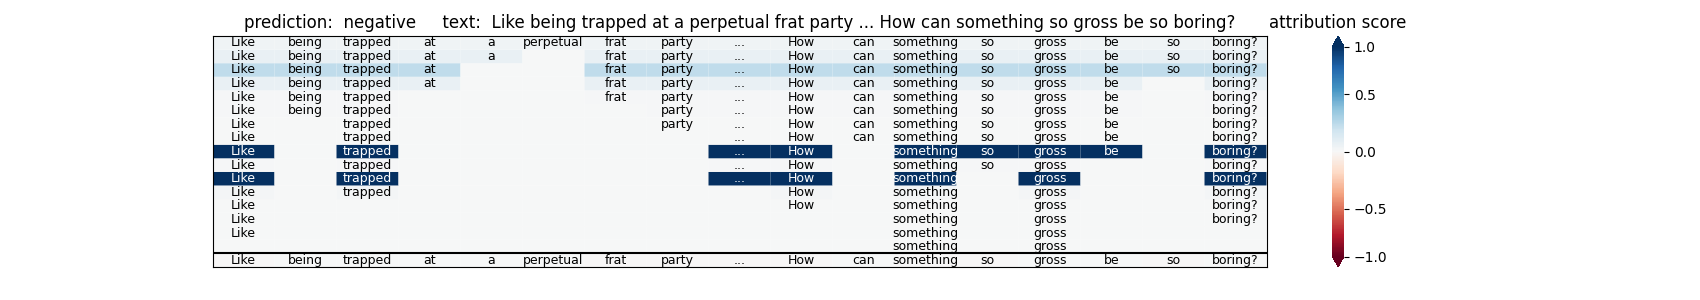 prediction:  negative     text:  Like being trapped at a perpetual frat party ... How can something so gross be so boring?     attribution score
Like being trapped at a perpetual frat party ... How can something so gross be so boring?
Like being trapped at a frat party ... How can something so gross be so boring?
Like being trapped at frat party ... How can something so gross be so boring?
Like being trapped at frat party ... How can something so gross be boring?
Like being trapped frat party ... How can something so gross be boring?
Like being trapped party ... How can something so gross be boring?
Like trapped party ... How can something so gross be boring?
Like trapped ... How can something so gross be boring?
Like trapped ... How something so gross be boring?
Like trapped ... How something so gross boring?
Like trapped ... How something gross boring?
Like trapped How something gross boring?
Like How something gross boring?
Like something gross boring?
Like something gross
something gross
Like being trapped at a perpetual frat party ... How can something so gross be so boring?
1.0
0.5
0.0
−0.5
−1.0